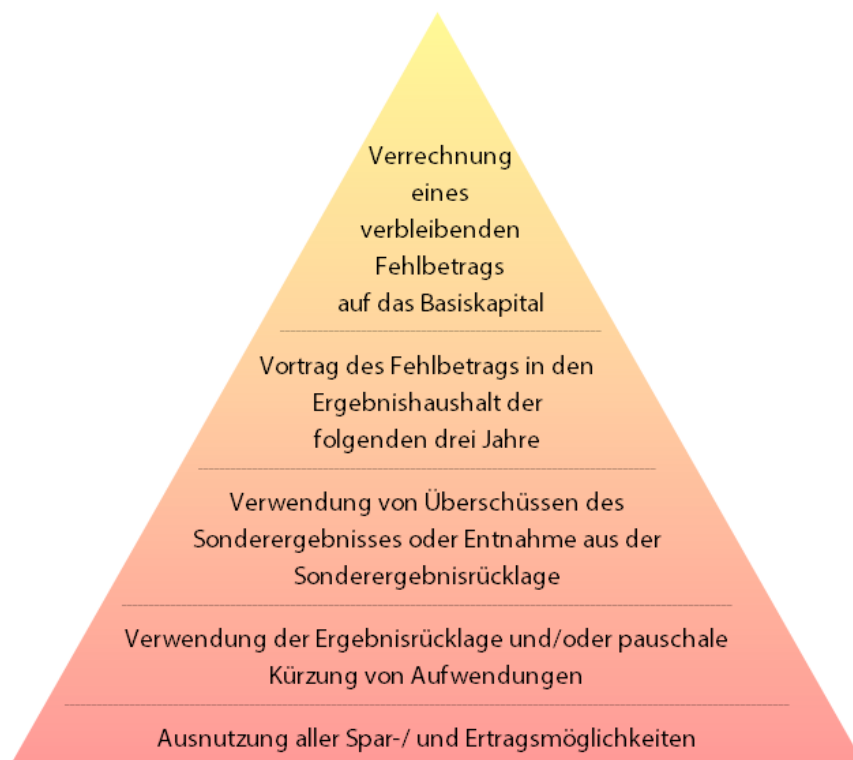 Verrechnung
eines
verbleibenden
Fehlbetrags
auf das Basiskapital
Vortrag des Fehlbetrags in den
Ergebnishaushalt der
folgenden drei Jahre
Verwendung von Überschüssen des
Sonderergebnisses oder Entnahme aus der
Sonderergebnisrücklage
Verwendung der Ergebnisrücklage und/oder pauschale
Kürzung von Aufwendungen
Ausnutzung aller Spar-/ und Ertragsmöglichkeiten